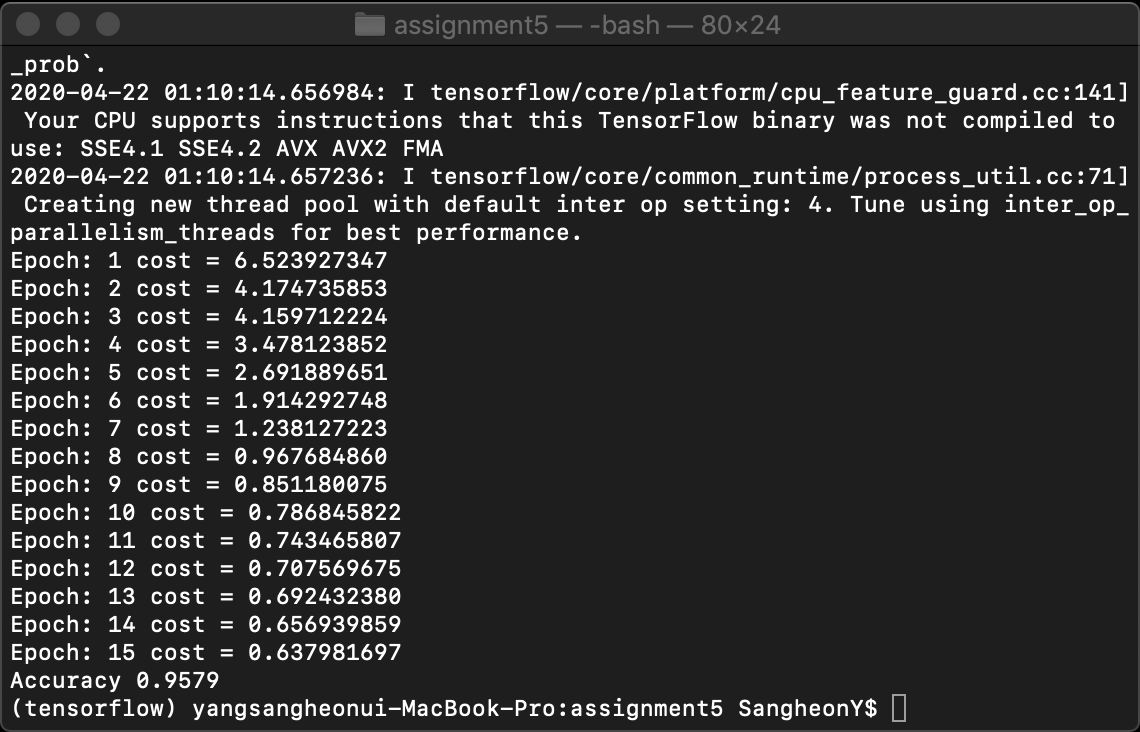 assignment5 — -bash — 80×24
_prob`.
2020-04-22 01:10:14.656984: I tensorflow/core/platform/cpu_feature_guard.cc:141]
 Your CPU supports instructions that this TensorFlow binary was not compiled to
use: SSE4.1 SSE4.2 AVX AVX2 FMA
2020-04-22 01:10:14.657236: I tensorflow/core/common_runtime/process_util.cc:71]
 Creating new thread pool with default inter op setting: 4. Tune using inter_op_
parallelism_threads for best performance.
Epoch: 1 cost = 6.523927347
Epoch: 2 cost = 4.174735853
Epoch: 3 cost = 4.159712224
Epoch: 4 cost = 3.478123852
Epoch: 5 cost = 2.691889651
Epoch: 6 cost = 1.914292748
Epoch: 7 cost = 1.238127223
Epoch: 8 cost = 0.967684860
Epoch: 9 cost = 0.851180075
Epoch: 10 cost = 0.786845822
Epoch: 11 cost = 0.743465807
Epoch: 12 cost = 0.707569675
Epoch: 13 cost = 0.692432380
Epoch: 14 cost = 0.656939859
Epoch: 15 cost = 0.637981697
Accuracy 0.9579
(tensorflow) yangsangheonui-MacBook-Pro:assignment5 SangheonY$